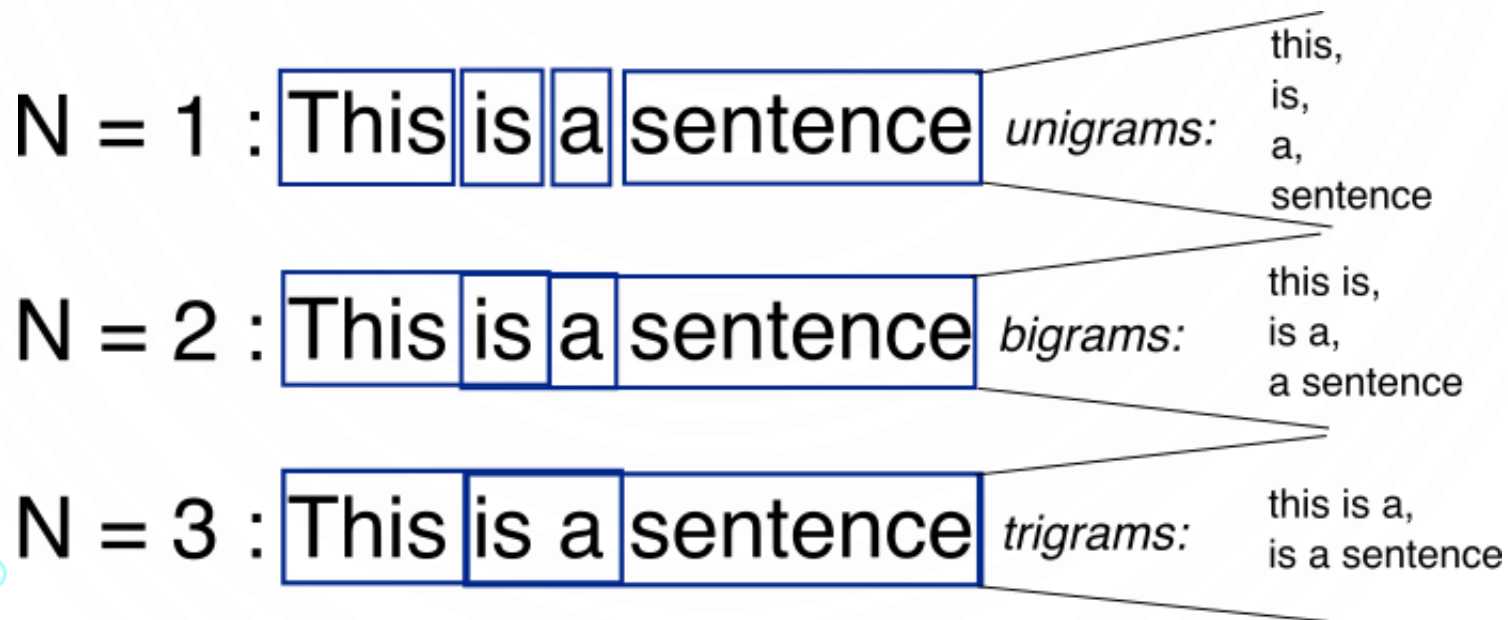 N = 1 : This is a sentence unigrams:
this,
is,
a,
sentence
N = 2 : This is a sentence bigrams:
this is,
is a,
a sentence
N = 3 : This is a sentence trigrams:
this is a,
is a sentence